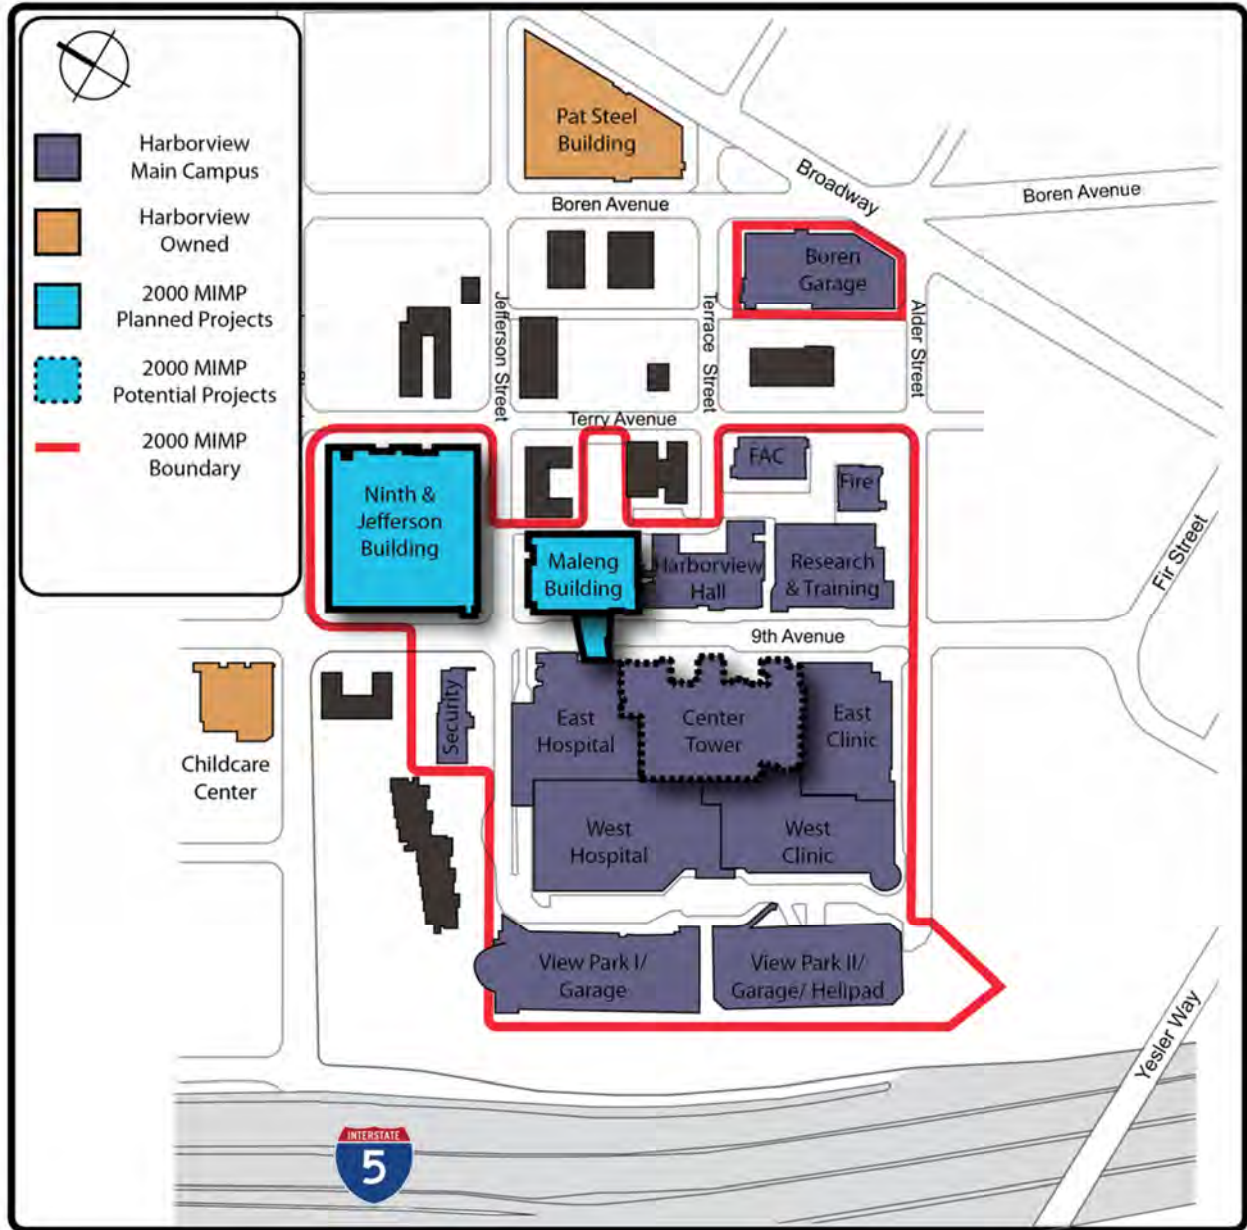 Harborview
Main Campus
Harborview
Owned
2000 MIMP
Planned Projects
2000 MIMP
Potential Projects
2000 MIMP
Boundary
Pat Steel
Building
Broadway
Boren Avenue
Boren Avenue
Boren
Garage
Jefferson Street
Terrace Street
Alder Street
Terry Avenue
FAC
Fire
Ninth &
Jefferson
Building
Maleng
Building
Harborview
Hall
Research
& Training
Fir Street
9th Avenue
Security
East
Hospital
Center
Tower
East
Clinic
Childcare
Center
West
Hospital
West
Clinic
View Park I/
Garage
View Park II/
Garage/ Helipad
Yesler Way
INTERSTATE
5